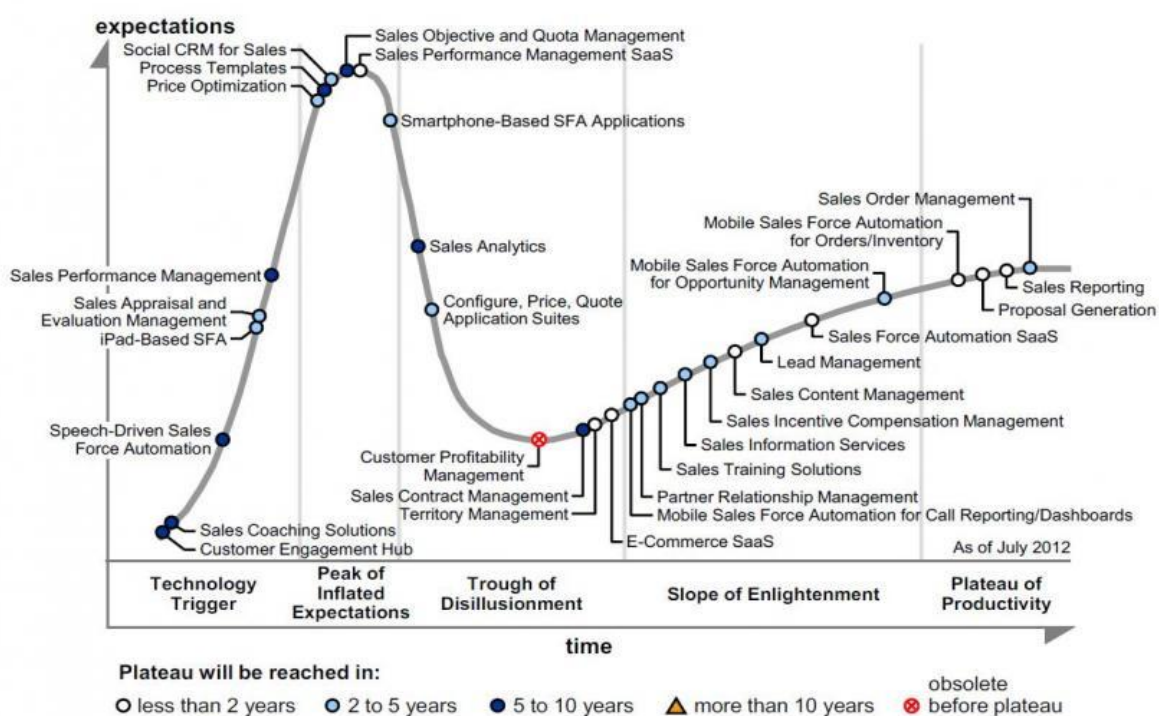 expectations
Social CRM for Sales
Process Templates
Price Optimization
Sales Objective and Quota Management
Sales Performance Management SaaS
Smartphone-Based SFA Applications
Sales Analytics
Configure, Price, Quote
Application Suites
Sales Performance Management
Sales Appraisal and
Evaluation Management
iPad-Based SFA
Speech-Driven Sales
Force Automation
Sales Coaching Solutions
Customer Engagement Hub
Customer Profitability
Management
Sales Contract Management
Territory Management
E-Commerce SaaS
Mobile Sales Force Automation for Call Reporting/Dashboards
Partner Relationship Management
Sales Training Solutions
Sales Information Services
Sales Incentive Compensation Management
Sales Content Management
Lead Management
Sales Force Automation SaaS
Mobile Sales Force Automation
for Opportunity Management
Mobile Sales Force Automation
for Orders/Inventory
Sales Order Management
Sales Reporting
Proposal Generation
As of July 2012
Technology
Trigger
Peak of
Inflated
Expectations
Trough of
Disillusionment
Slope of Enlightenment
Plateau of
Productivity
time
Plateau will be reached in:
less than 2 years
2 to 5 years
5 to 10 years
more than 10 years
obsolete
before plateau